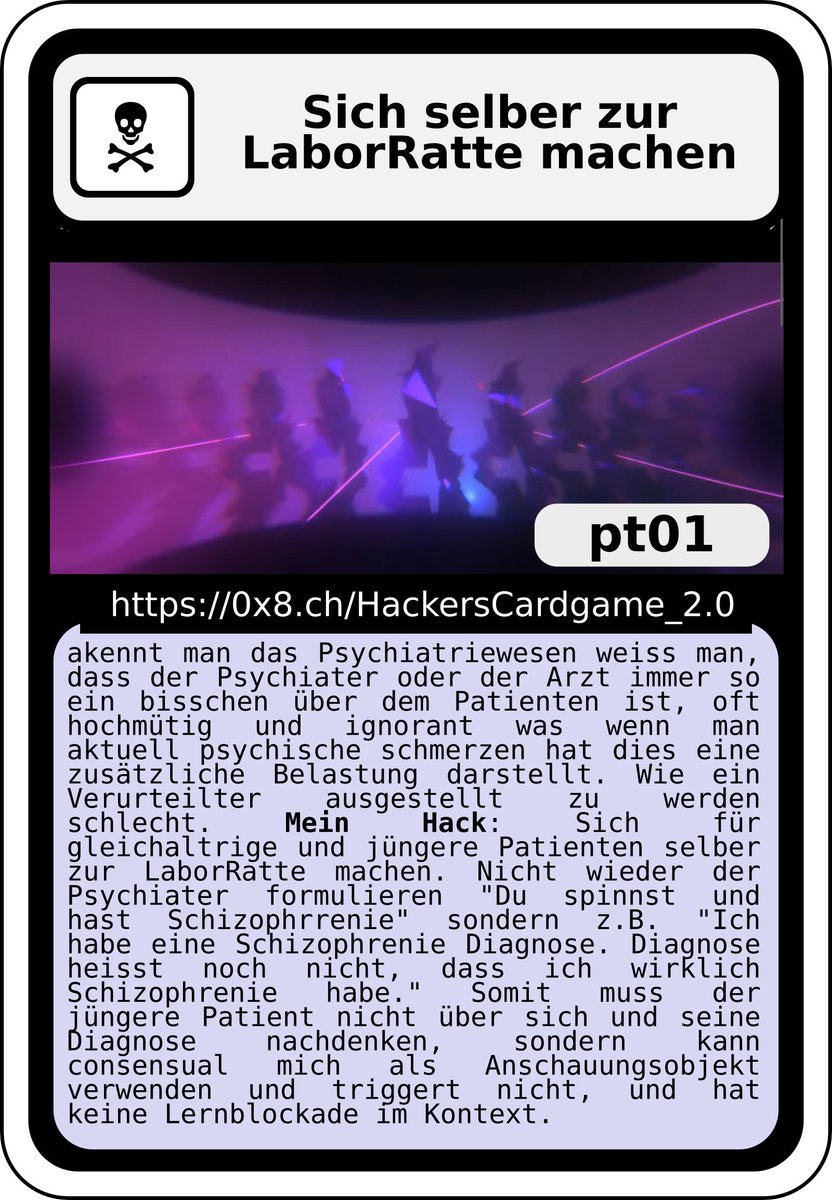 Sich selber zur
LaborRatte machen
pt01
https://0x8.ch/HackersCardgame_2.0
akennt man das Psychiatriewesen weiss man,
dass der Psychiater oder der Arzt immer so
ein bisschen über dem Patienten ist, oft
hochmütig und ignorant was wenn man
aktuell psychische schmerzen hat dies eine
zusätzliche Belastung darstellt. Wie ein
Verurteilter ausgestellt zu werden
schlecht. Mein Hack: Sich für
gleichaltrige und jüngere Patienten selber
zur LaborRatte machen. Nicht wieder der
Psychiater formulieren "Du spinnst und
hast Schizophrrenie" sondern z.B. "Ich
habe eine Schizophrenie Diagnose. Diagnose
heisst noch nicht, dass ich wirklich
Schizophrenie habe." Somit muss der
jüngere Patient nicht über sich und seine
Diagnose nachdenken, sondern kann
consensual mich als Anschauungsobjekt
verwenden und triggert nicht, und hat
keine Lernblockade im Kontext.